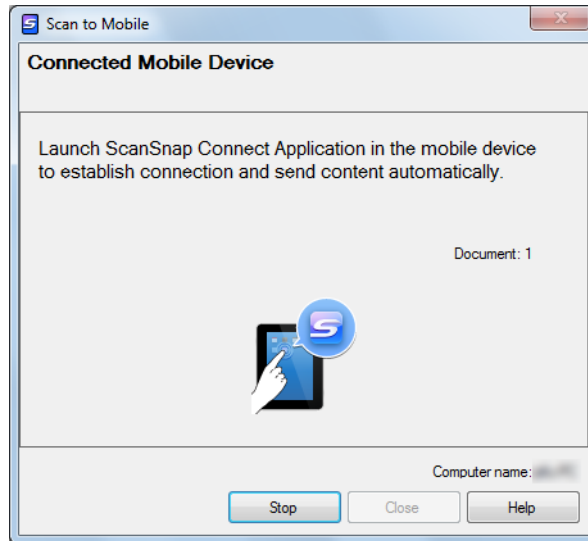 Scan to Mobile
Connected Mobile Device
Launch ScanSnap Connect Application in the mobile device
to establish connection and send content automatically.
Document: 1
S
Computer name:
Stop Close Help